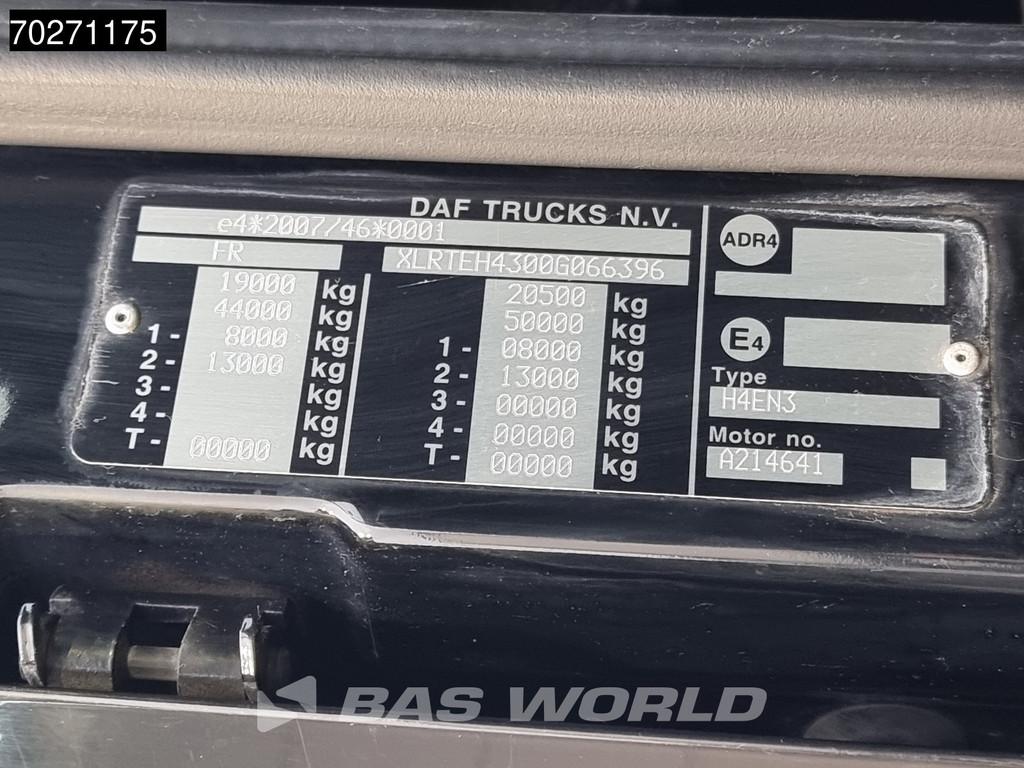 70271175
DAF TRUCKS N.V.
e4*2007/46*0001
FR
XLRTEH4300G066396
19000 kg
44000 kg
1- 8000 kg
2- 13000 kg
3- kg
4- kg
T- 00000 kg
20500 kg
50000 kg
1- 08000 kg
2- 13000 kg
3- 00000 kg
4- 00000 kg
T- 00000 kg
ADR4
E4
Type
H4EN3
Motor no.
A214641
BAS WORLD